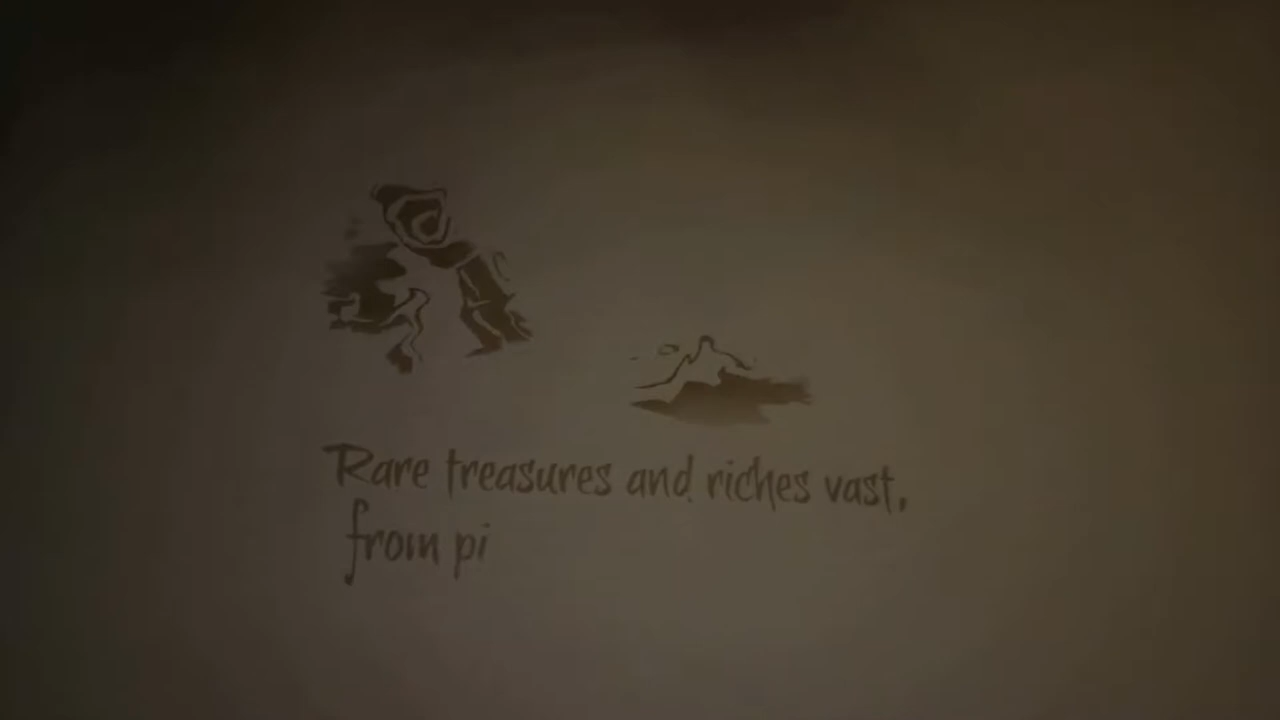 Rare treasures and riches vast,
from pi